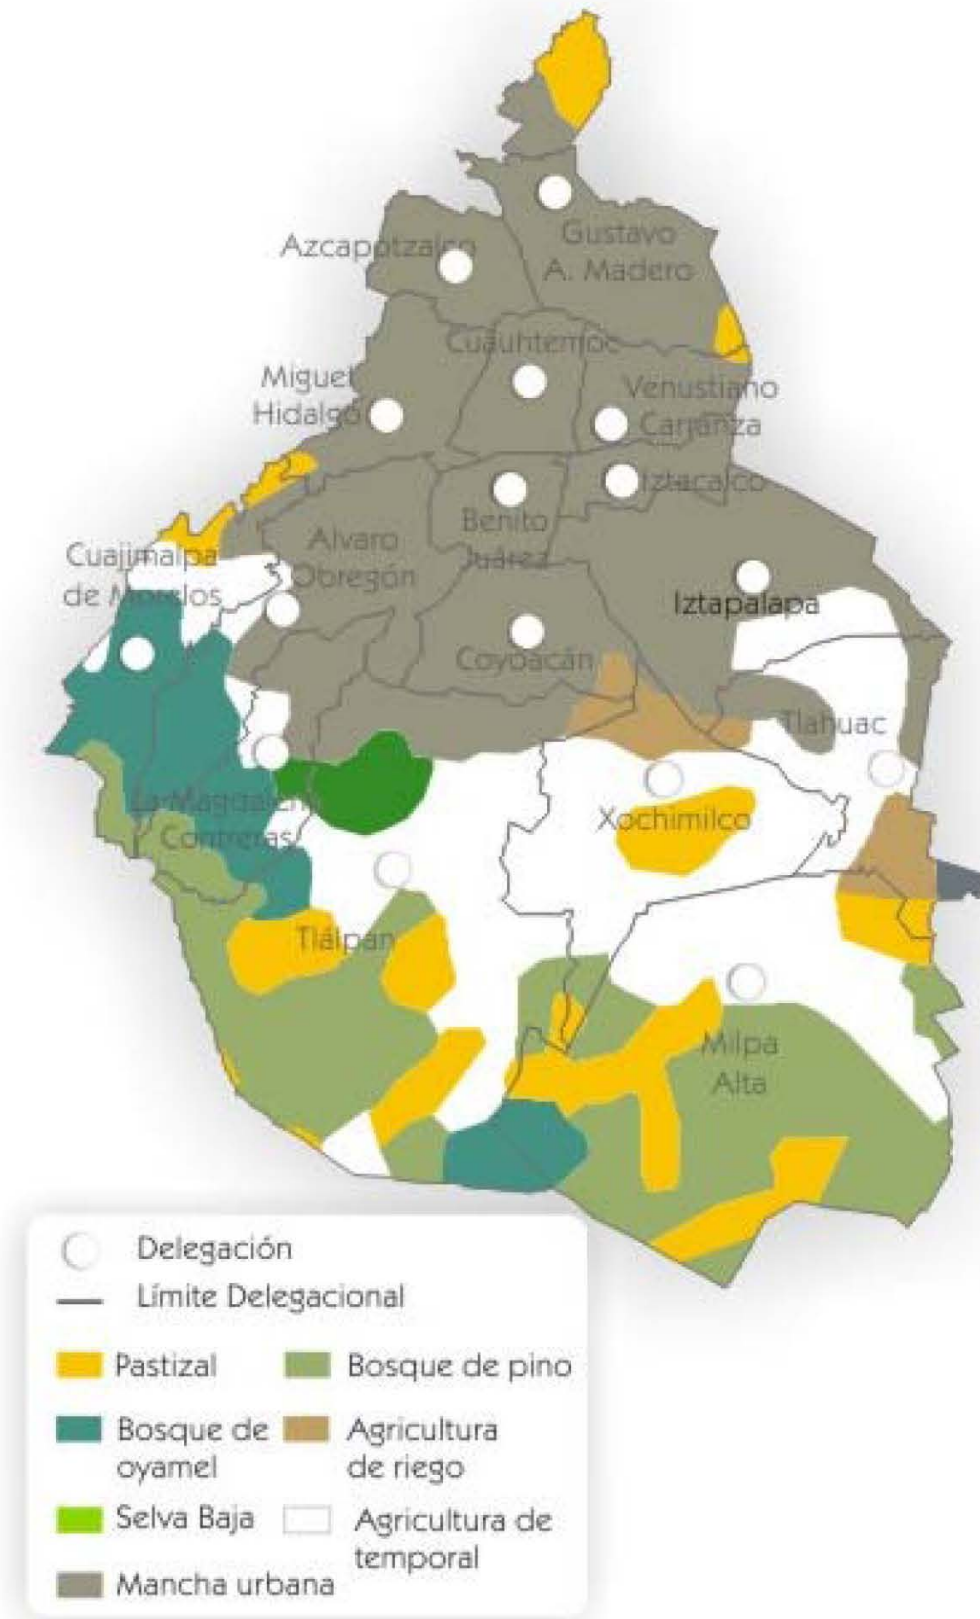 Gustavo
A. Madero
Azcapotzalco
Cuauhtemoc
Miguel
Hidalgo
Venustiano
Carranza
Iztacalco
Benito
Juárez
Alvaro
Obregón
Cuajimalpa
de Morelos
Iztapalapa
Coyoacán
Tlahuac
La Magdalena
Contreras
Xochimilco
Tlálpan
Milpa
Alta
Delegación
Límite Delegacional
Pastizal
Bosque de pino
Bosque de
oyamel
Agricultura
de riego
Selva Baja
Agricultura de
temporal
Mancha urbana